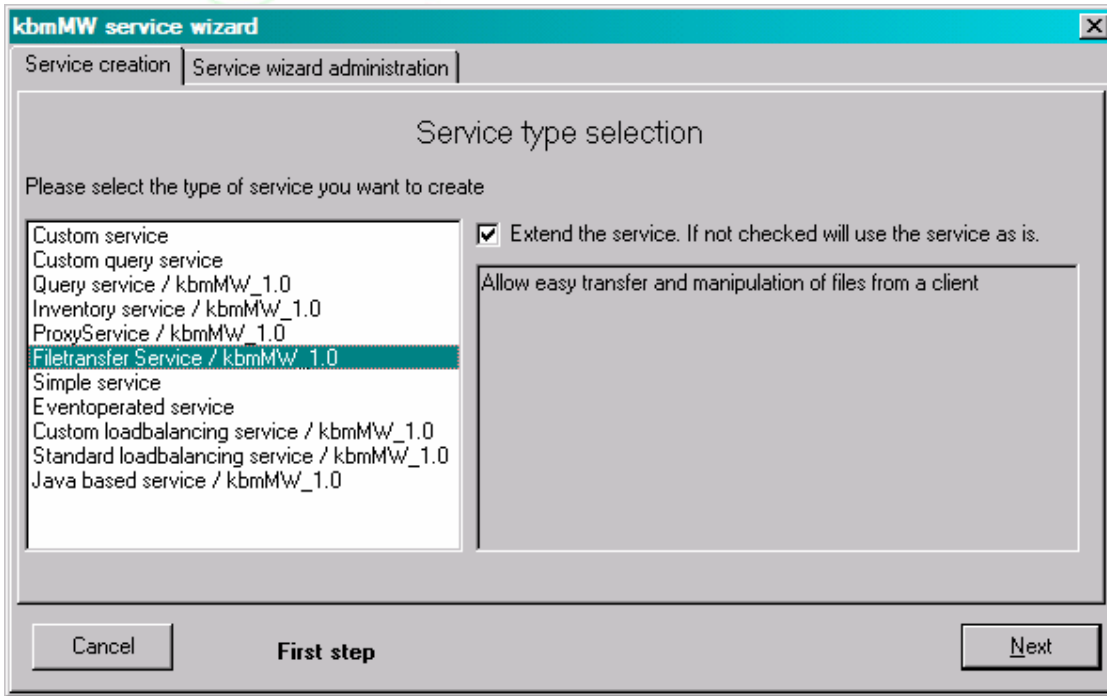 kbmMW service wizard
Service creation
Service wizard administration
Service type selection
Please select the type of service you want to create
Custom service
Custom query service
Query service / kbmMW_1.0
Inventory service / kbmMW_1.0
ProxyService / kbmMW_1.0
Filetransfer Service / kbmMW_1.0
Simple service
Eventoperated service
Custom loadbalancing service / kbmMW_1.0
Standard loadbalancing service / kbmMW_1.0
Java based service / kbmMW_1.0
Extend the service. If not checked will use the service as is.
Allow easy transfer and manipulation of files from a client
Cancel
First step
Next